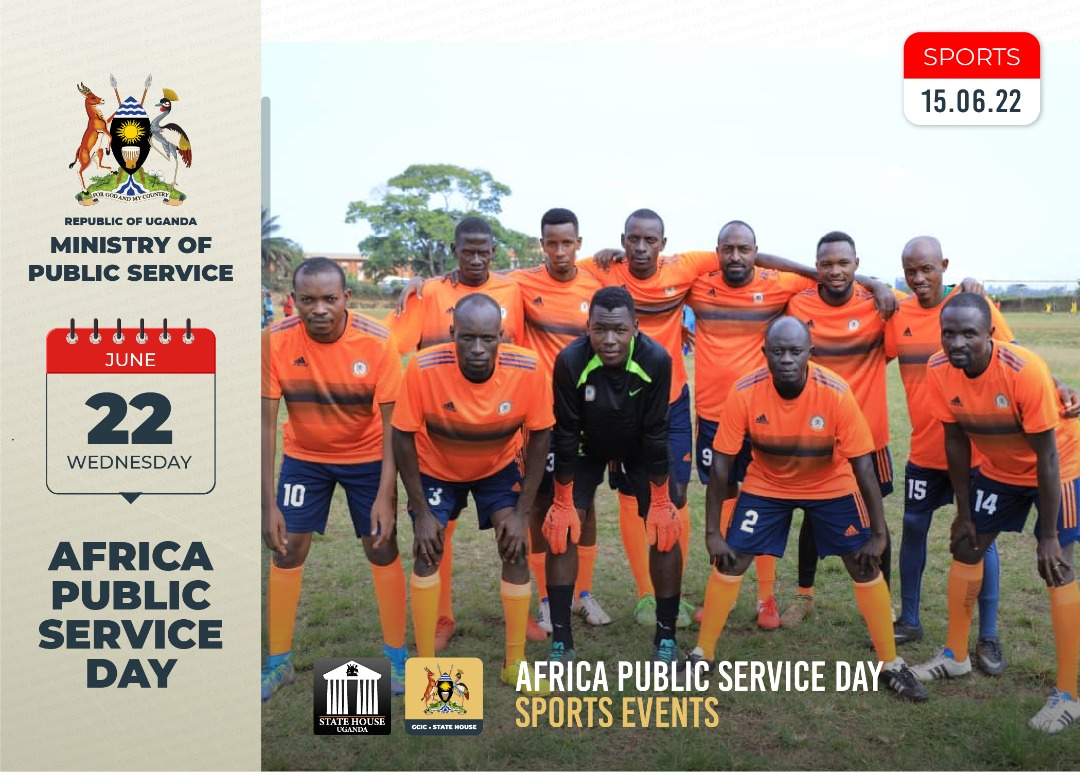 FOR GOD AND MY COUNTRY
REPUBLIC OF UGANDA
MINISTRY OF
PUBLIC SERVICE
JUNE
22
WEDNESDAY
AFRICA
PUBLIC
SERVICE
DAY
SPORTS
15.06.22
10
3
3
9
2
15
14
STATE HOUSE
UGANDA
GCIC - STATE HOUSE
AFRICA PUBLIC SERVICE DAY
SPORTS EVENTS